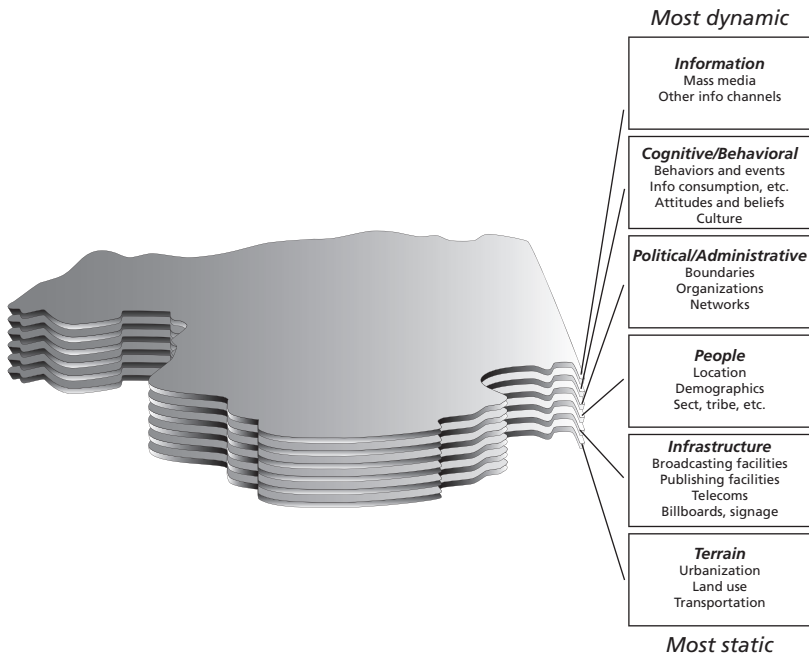 Most dynamic
Information
Mass media
Other info channels
Cognitive/Behavioral
Behaviors and events
Info consumption, etc.
Attitudes and beliefs
Culture
Political/Administrative
Boundaries
Organizations
Networks
People
Location
Demographics
Sect, tribe, etc.
Infrastructure
Broadcasting facilities
Publishing facilities
Telecoms
Billboards, signage
Terrain
Urbanization
Land use
Transportation
Most static